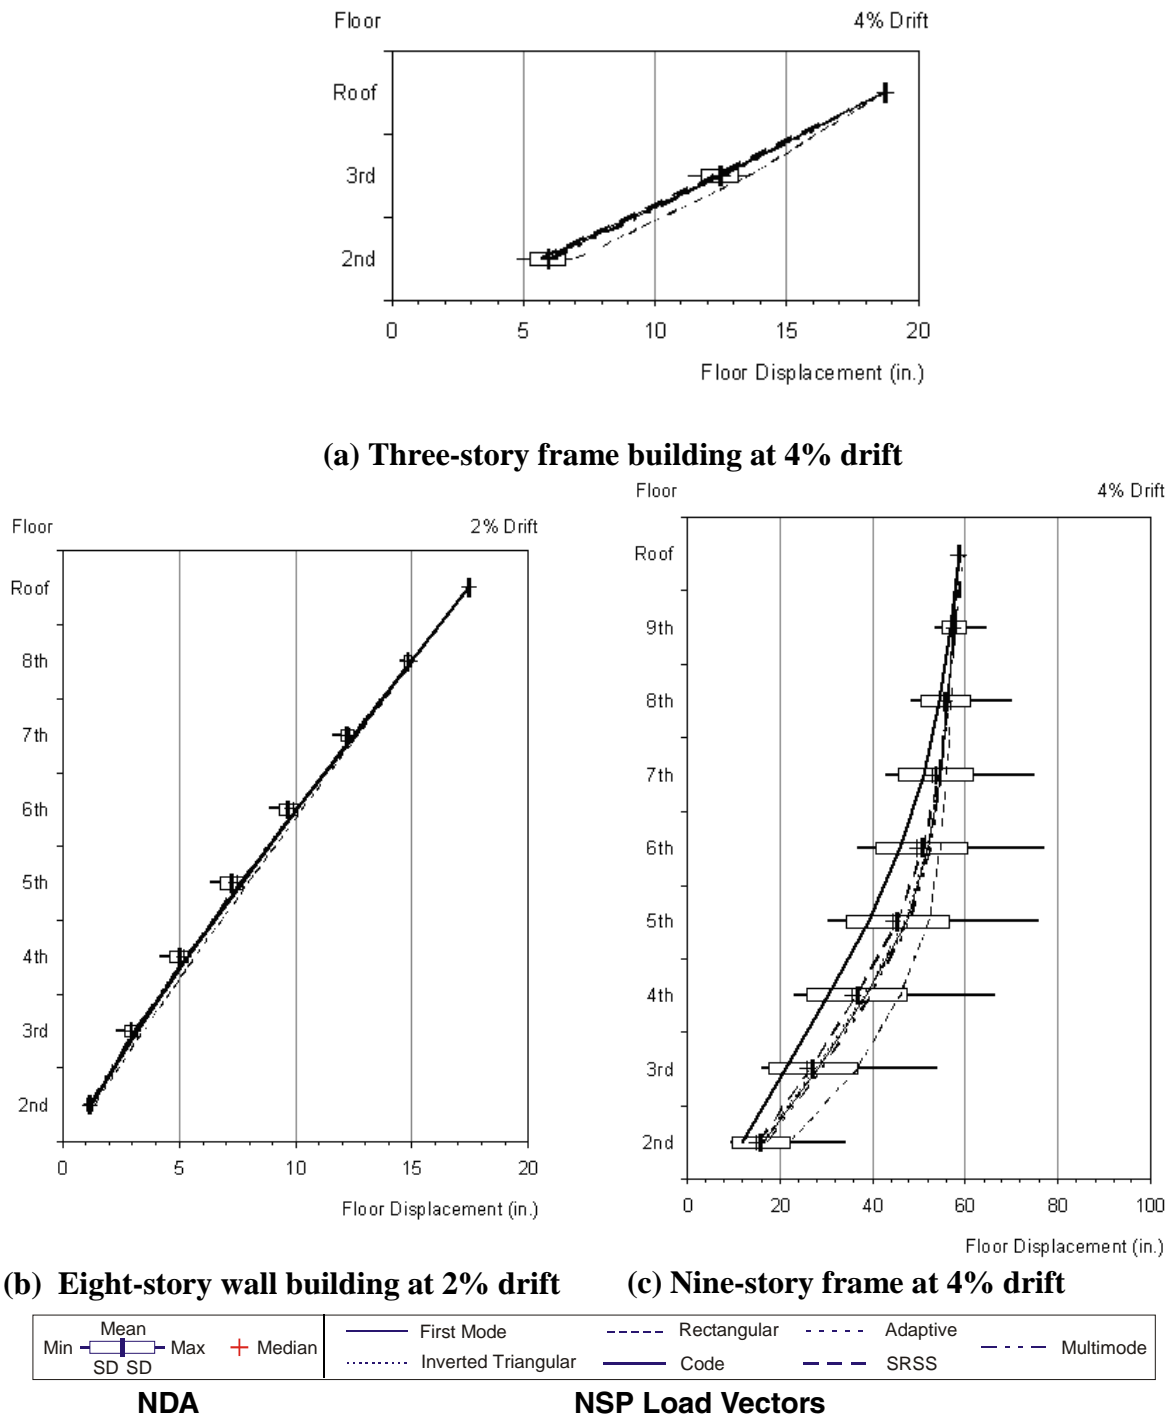 Floor 4% Drift
Roof
3rd
2nd
0 5 10 15 20
Floor Displacement (in.)
(a) Three-story frame building at 4% drift
Floor 2% Drift
Roof
8th
7th
6th
5th
4th
3rd
2nd
0 5 10 15 20
Floor Displacement (in.)
(b) Eight-story wall building at 2% drift
Floor 4% Drift
Roof
9th
8th
7th
6th
5th
4th
3rd
2nd
0 20 40 60 80 100
Floor Displacement (in.)
(c) Nine-story frame at 4% drift
Mean
Min Max Median
SD SD
First Mode Rectangular Adaptive Multimode
Inverted Triangular Code SRSS
NDA NSP Load Vectors